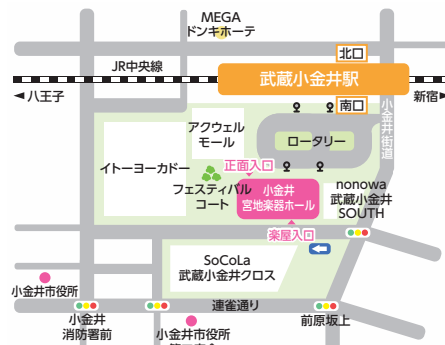 MEGA
ドンキホーテ
北口
JR中央線
武蔵小金井駅
◀八王子
新宿▶
南口
小金井街道
アクウェル
モール
ロータリー
イトーヨーカドー
正面入口
フェスティバル
コート
小金井
宮地楽器ホール
nonowa
武蔵小金井
SOUTH
楽屋入口
SoCoLa
武蔵小金井クロス
小金井市役所
連雀通り
小金井
消防署前
前原坂上
小金井市役所